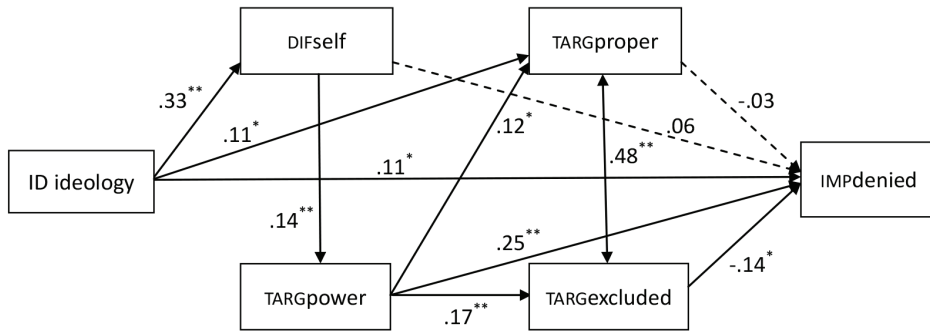 DIFself
TARGproper
.33**
.11*
.12*
-.03
.06
.48**
ID ideology
.11*
IMPdenied
.14**
.25**
-.14*
TARGpower
.17**
TARGexcluded